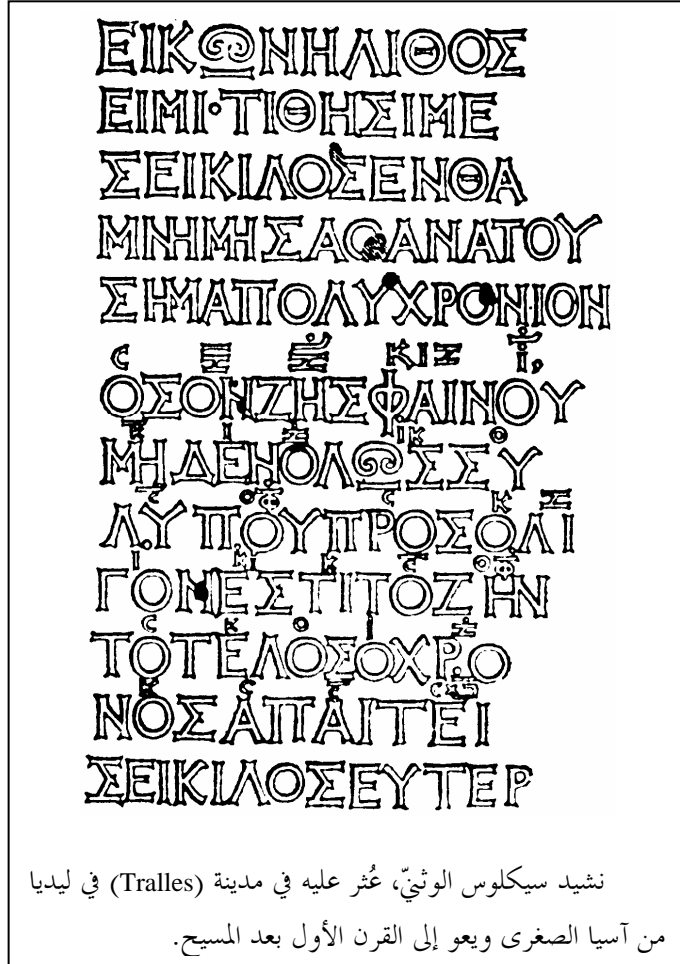 ΕΙΚΩΝΗΛΙΘΟΣ
ΕΙΜΙ·ΤΙΘΗΣΙΜΕ
ΣΕΙΚΙΛΟΣΕΝΘΑ
ΜΝΗΜΗΣΑΘΑΝΑΤΟΥ
ΣΗΜΑΠΟΛΥΧΡΟΝΙΟΝ
ΟΣΟΝΖΗΣΦΑΙΝΟΥ
ΜΗΔΕΝΟΛΩΣΣΥ
ΛΥΠΟΥΠΡΟΣΟΛΙ
ΓΟΝΕΣΤΙΤΟΖΗΝ
ΤΟΤΕΛΟΣΟΧΡΟ
ΝΟΣΑΠΑΙΤΕΙ
ΣΕΙΚΙΛΟΣΕΥΤΕΡ
نشيد سيكلوس الوثنيّ، عُثر عليه في مدينة (Tralles) في ليديا
من آسيا الصغرى ويعو إلى القرن الأول بعد المسيح.